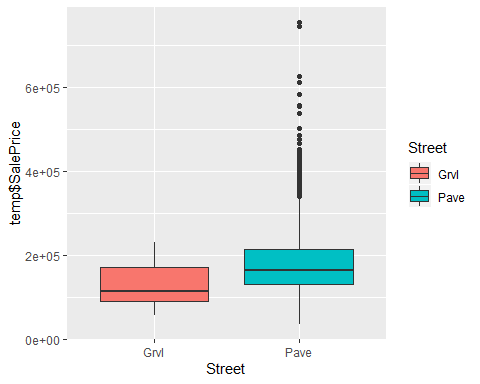 temp$SalePrice
6e+05
4e+05
2e+05
0e+00
Grvl
Pave
Street
Street
Grvl
Pave